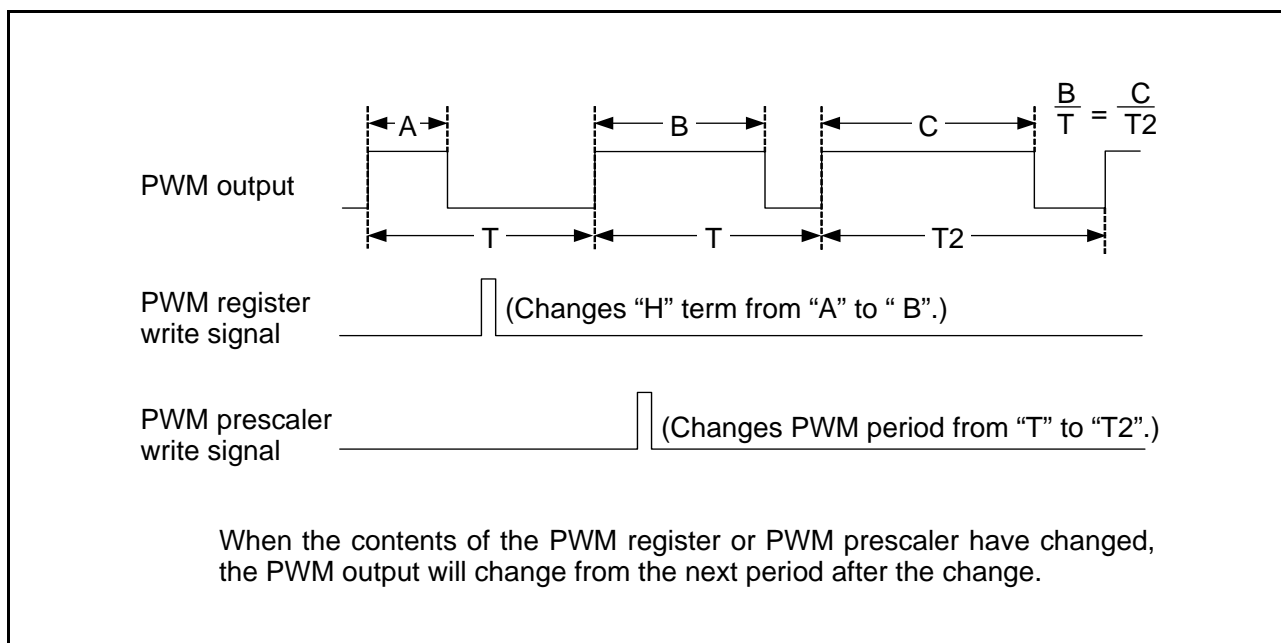 A
B
C
B
T
=
C
T2
PWM output
T
T
T2
PWM register
write signal
(Changes “H” term from “A” to “ B”.)
PWM prescaler
write signal
(Changes PWM period from “T” to “T2”.)
When the contents of the PWM register or PWM prescaler have changed,
the PWM output will change from the next period after the change.